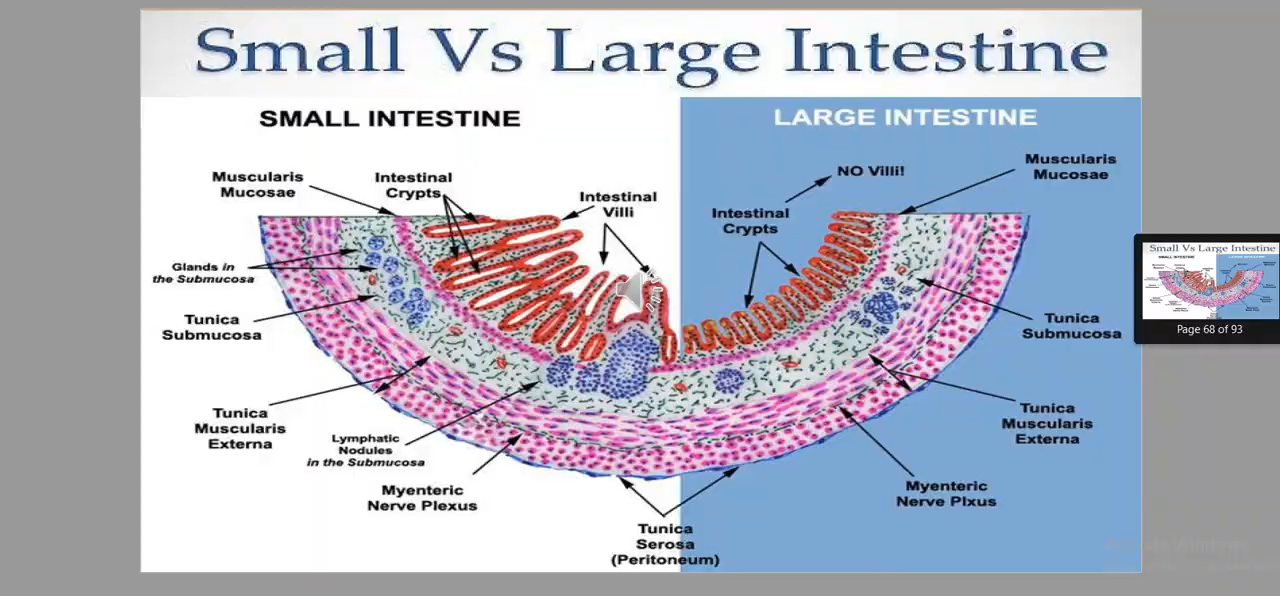 Small Vs Large Intestine
SMALL INTESTINE
LARGE INTESTINE
Muscularis
Mucosae
Intestinal
Crypts
Intestinal
Villi
Glands in
the Submucosa
Tunica
Submucosa
Tunica
Muscularis
Externa
Lymphatic
Nodules
in the Submucosa
Myenteric
Nerve Plexus
Tunica
Serosa
(Peritoneum)
NO Villi!
Intestinal
Crypts
Muscularis
Mucosae
Tunica
Submucosa
Tunica
Muscularis
Externa
Myenteric
Nerve Plxus
Small Vs Large Intestine
SMALL INTESTINE
LARGE INTESTINE
Page 68 of 93